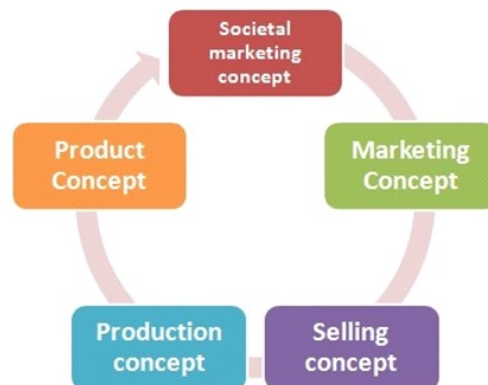 Societal
marketing
concept
Product
Concept
Marketing
Concept
Production
concept
Selling
concept